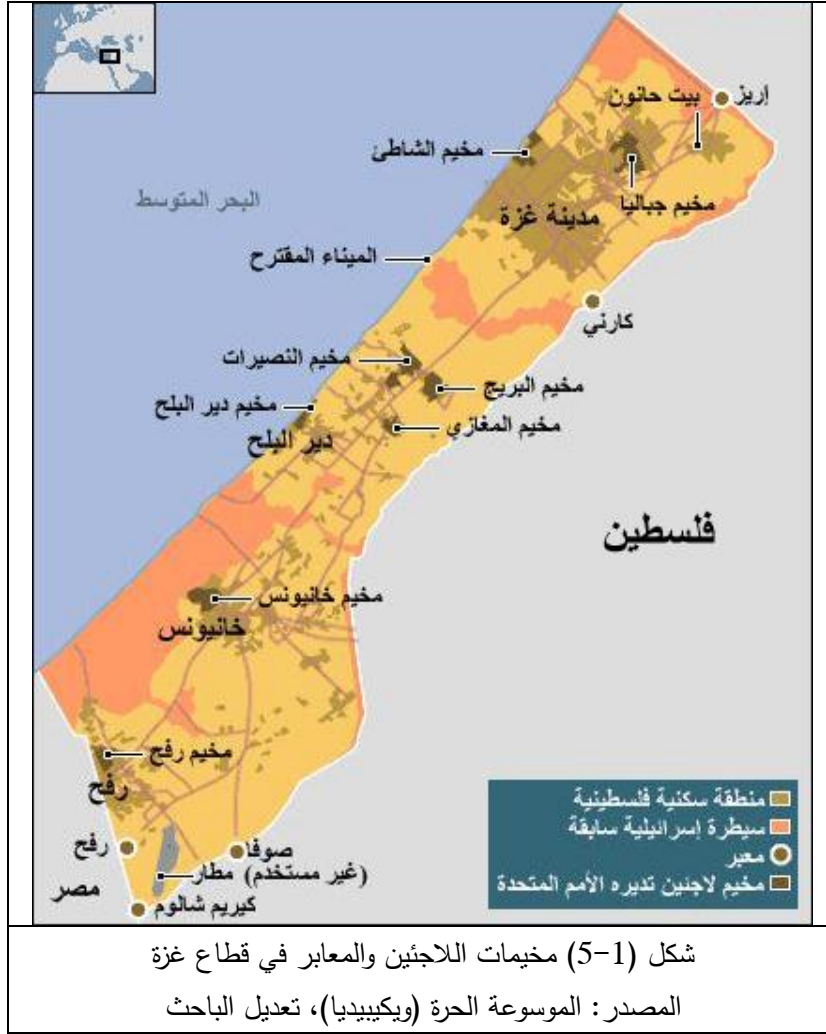 إريز
بيت حانون
مخيم الشاطئ
مخيم جباليا
مدينة غزة
البحر المتوسط
الميناء المقترح
كارني
مخيم النصيرات
مخيم البريج
مخيم دير البلح
مخيم المغازي
دير البلح
فلسطين
مخيم خانيونس
خانيونس
مخيم رفح
رفح
رفح
صوفا
مطار (غير مستخدم)
مصر
كيريم شالوم
منطقة سكنية فلسطينية
سيطرة إسرائيلية سابقة
معبر
مخيم لاجئين تديره الأمم المتحدة
شكل (1-5) مخيمات اللاجئين والمعابر في قطاع غزة
المصدر: الموسوعة الحرة (ويكيبيديا)، تعديل الباحث